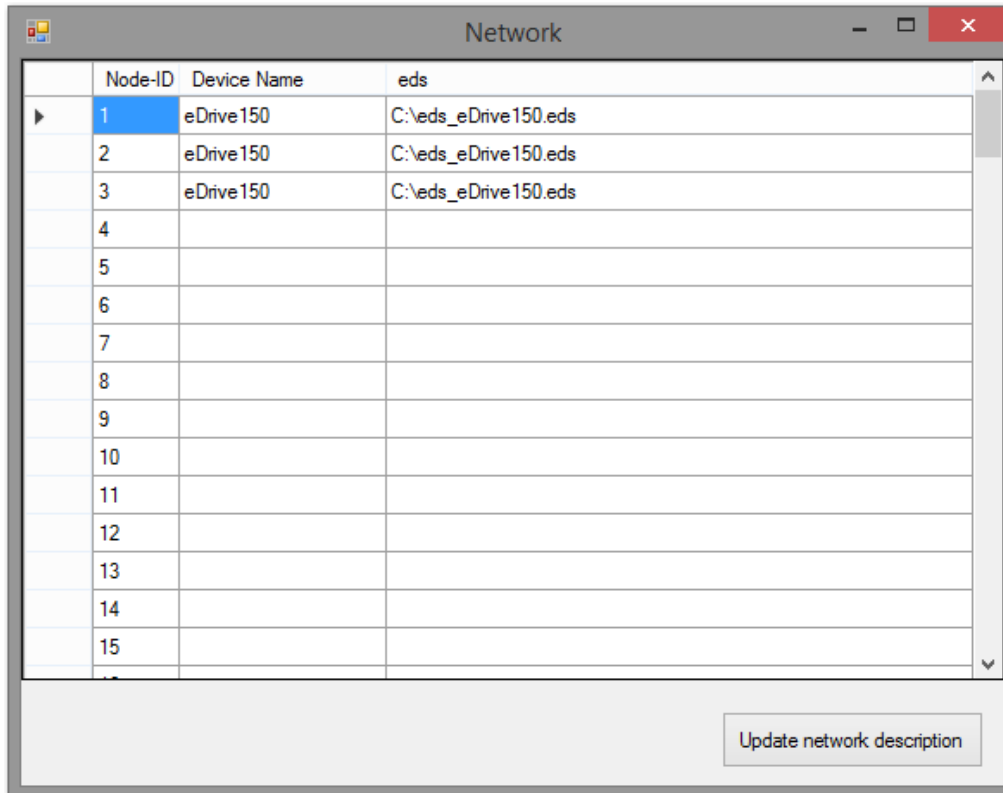 Network
Node-ID Device Name eds
1 eDrive150 C:\eds_eDrive150.eds
2 eDrive150 C:\eds_eDrive150.eds
3 eDrive150 C:\eds_eDrive150.eds
4
5
6
7
8
9
10
11
12
13
14
15
Update network description